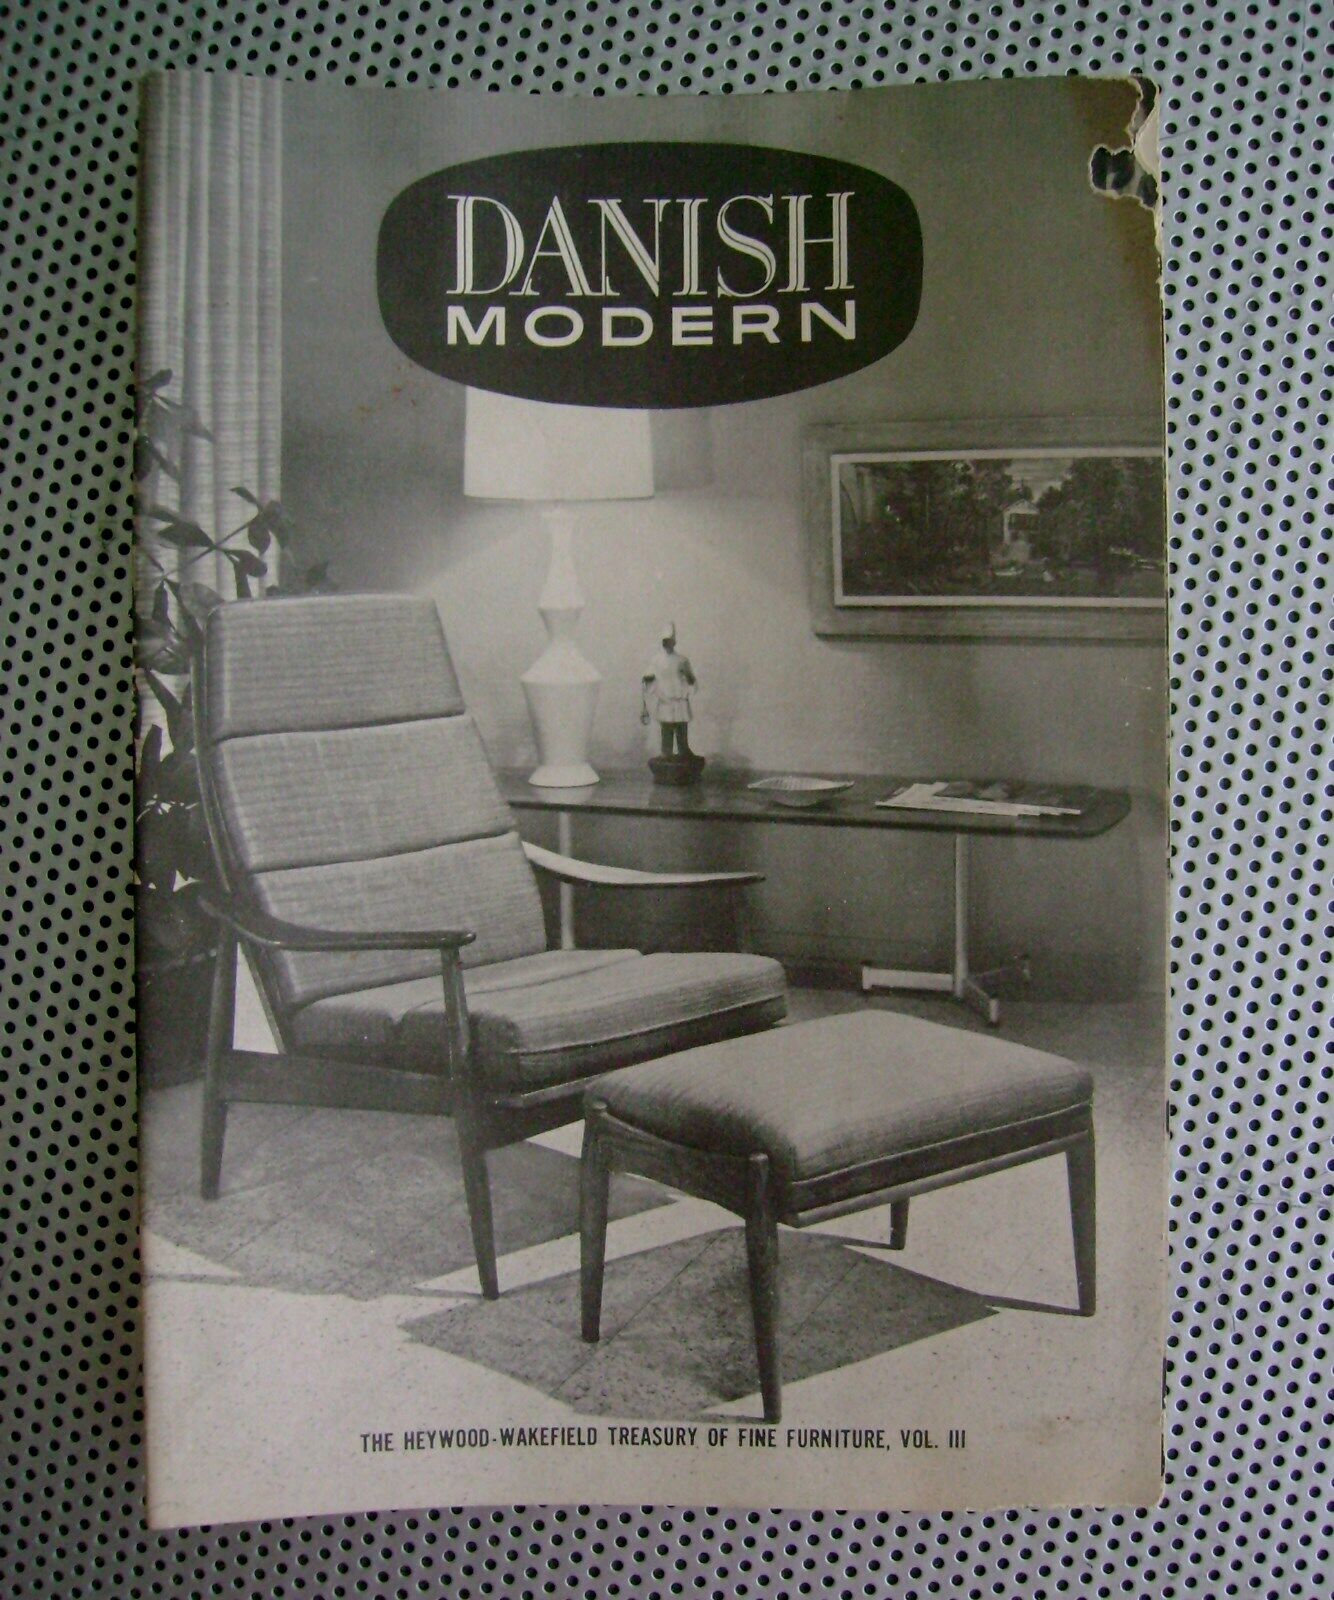 DANISH
MODERN
THE HEYWOOD-WAKEFIELD TREASURY OF FINE FURNITURE, VOL. III